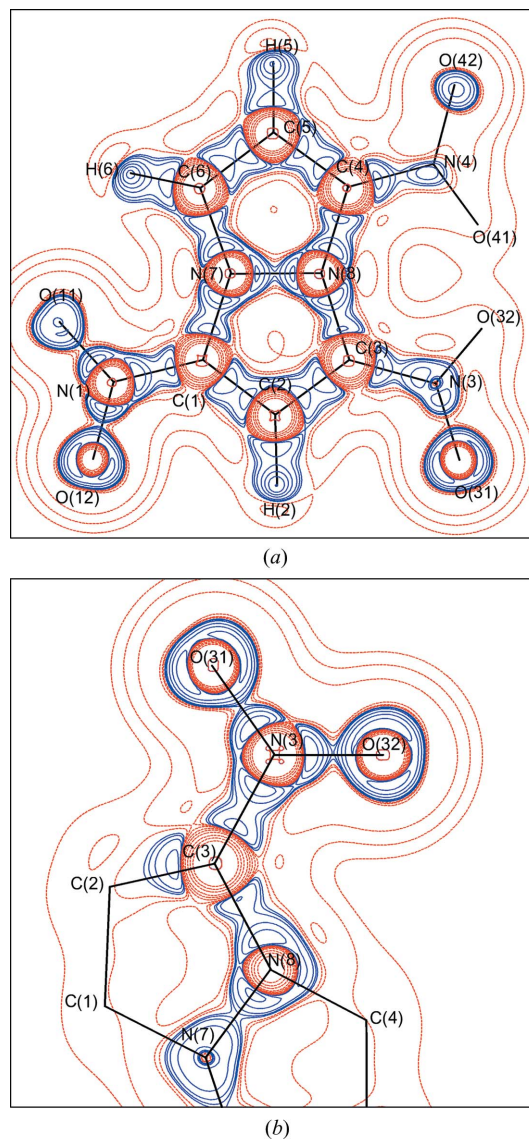 H(5)
O(42)
C(5)
H(6)
C(6)
C(4)
N(4)
O(41)
N(7)
N(8)
O(11)
O(32)
N(1)
C(1)
C(2)
C(3)
N(3)
O(12)
H(2)
O(31)
(a)
O(31)
N(3)
O(32)
C(3)
C(2)
N(8)
C(1)
N(7)
C(4)
(b)